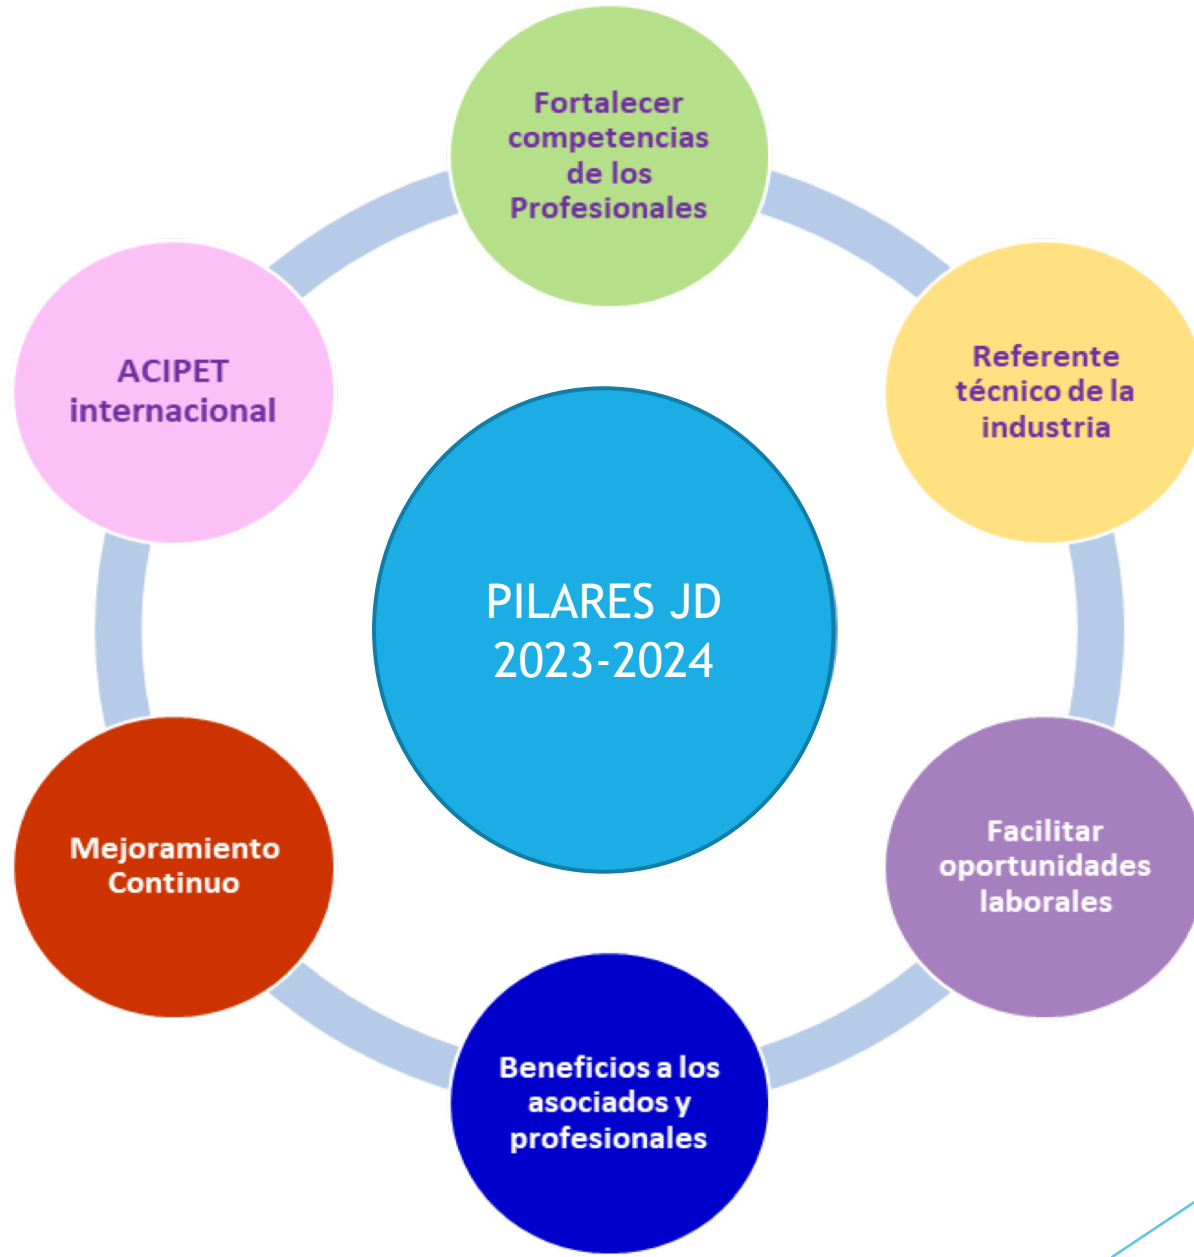 Fortalecer
competencias
de los
Profesionales
Referente
técnico de la
industria
Facilitar
oportunidades
laborales
Beneficios a los
asociados y
profesionales
Mejoramiento
Continuo
ACIPET
internacional
PILARES JD
2023-2024